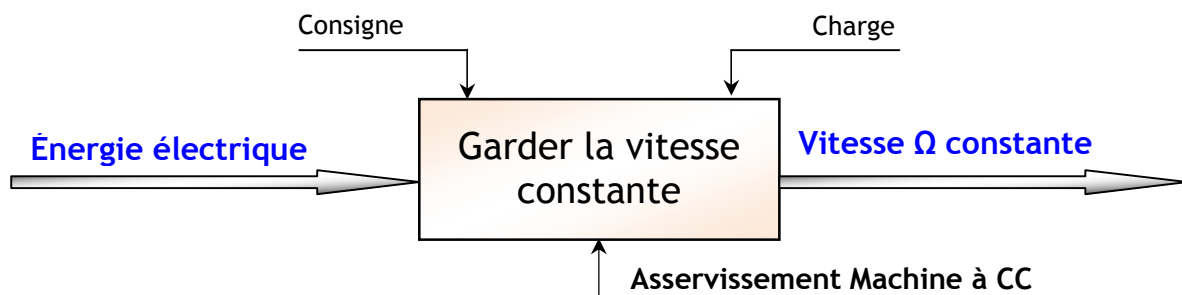 Consigne
Charge
Énergie électrique
Garder la vitesse
constante
Vitesse Ω constante
Asservissement Machine à CC